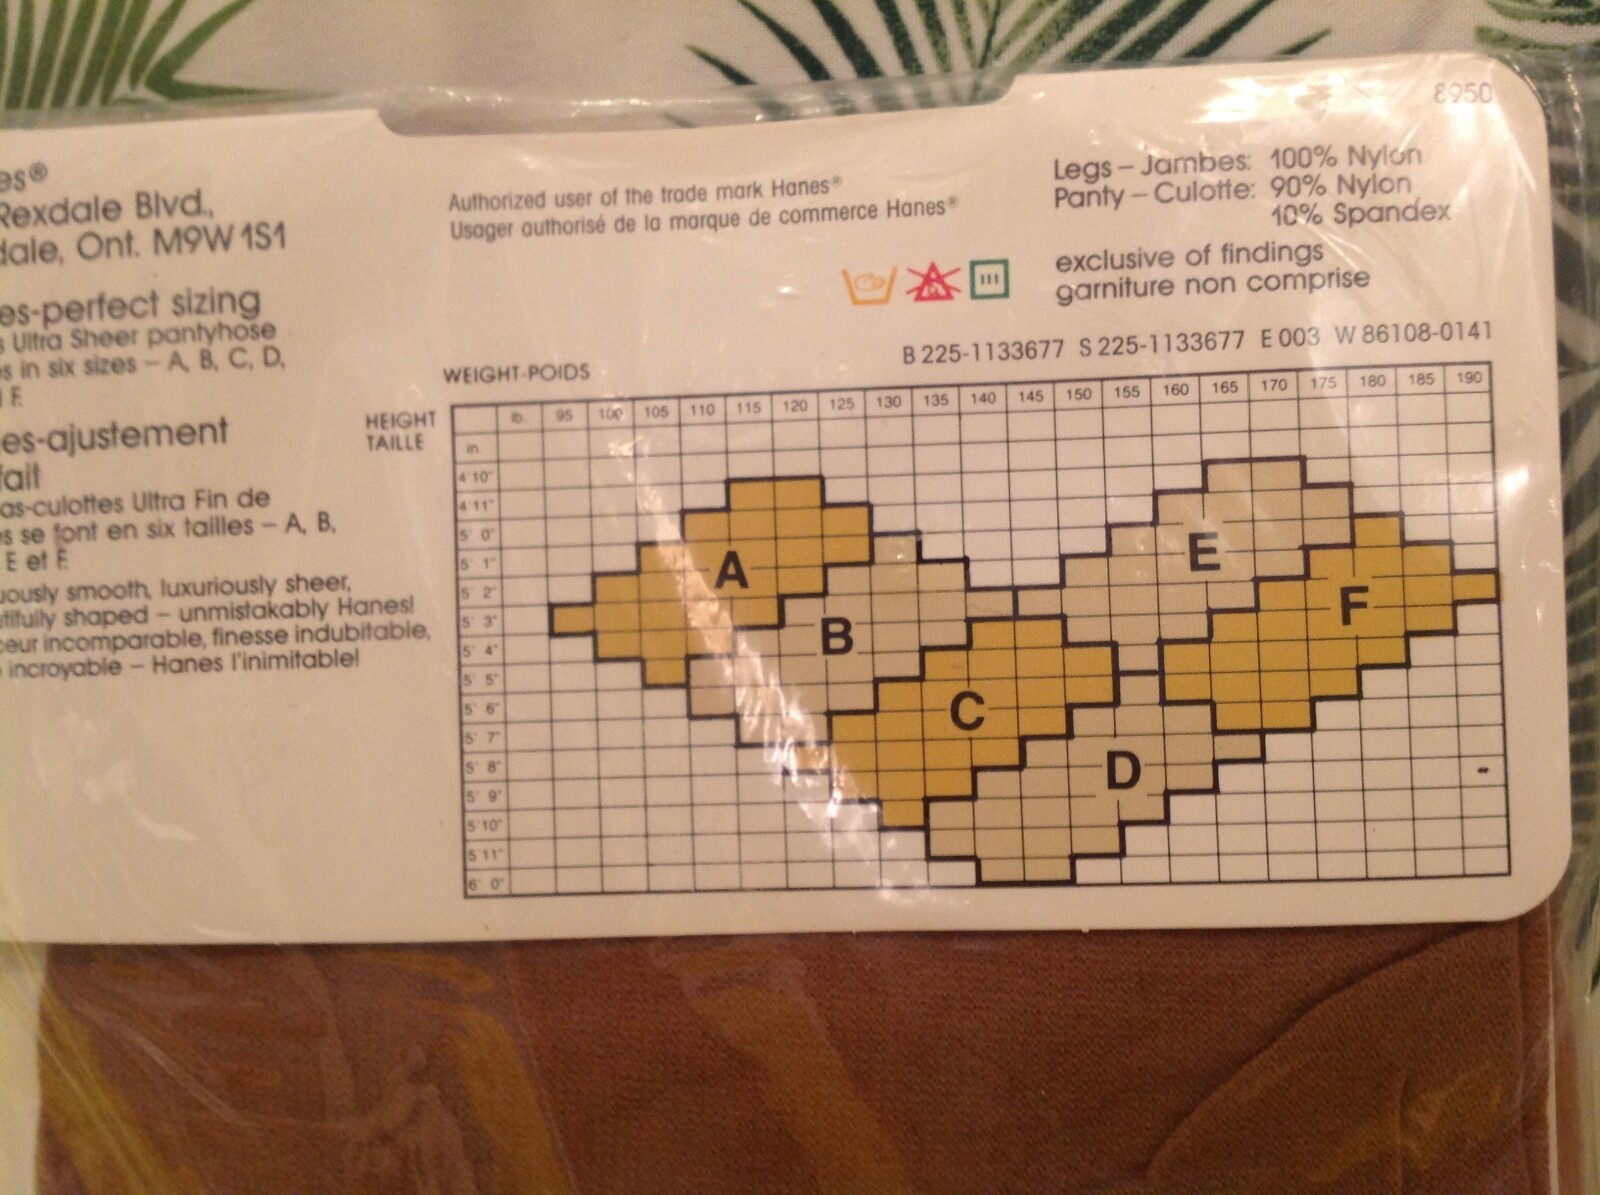 8950
es®
Rexdale Blvd.,
dale, Ont. M9W 1S1
es-perfect sizing
s Ultra Sheer pantyhose
s in six sizes – A, B, C, D,
F.
es-ajustement
fait
as-culottes Ultra Fin de
s se font en six tailles – A, B,
E et F.
uously smooth, luxuriously sheer,
utifully shaped – unmistakably Hanes!
ceur incomparable, finesse indubitable,
incroyable – Hanes l'inimitable!
Authorized user of the trade mark Hanes®
Usager authorisé de la marque de commerce Hanes®
Legs – Jambes: 100% Nylon
Panty – Culotte: 90% Nylon
10% Spandex
exclusive of findings
garniture non comprise
B 225-1133677 S 225-1133677 E 003 W 86108-0141
WEIGHT-POIDS
HEIGHT
TAILLE
lb. 95 100 105 110 115 120 125 130 135 140 145 150 155 160 165 170 175 180 185 190
in.
4'10"
4'11"
5' 0"
5' 1"
5' 2"
5' 3"
5' 4"
5' 5"
5' 6"
5' 7"
5' 8"
5' 9"
5'10"
5'11"
6' 0"
A
B
C
D
E
F